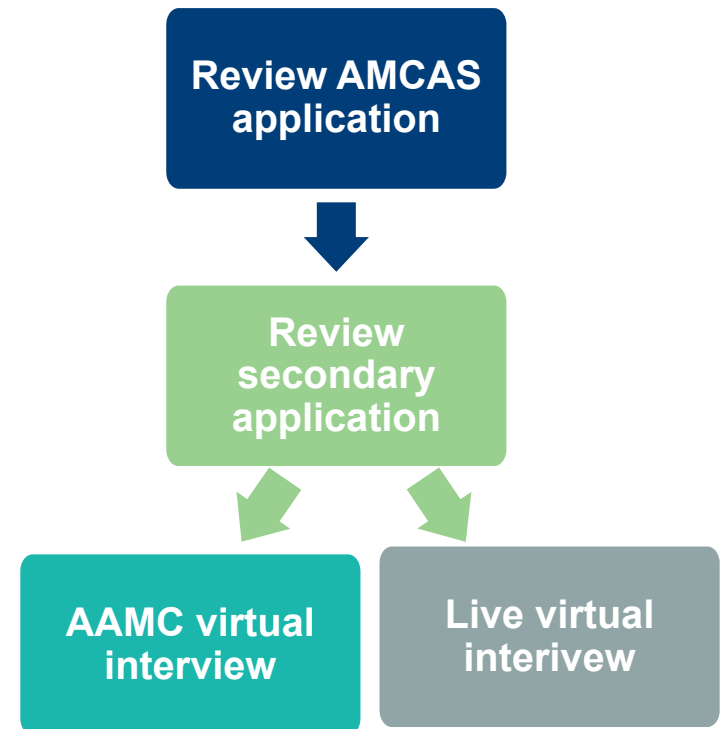 Review AMCAS
application
Review
secondary
application
AAMC virtual
interview
Live virtual
interivew